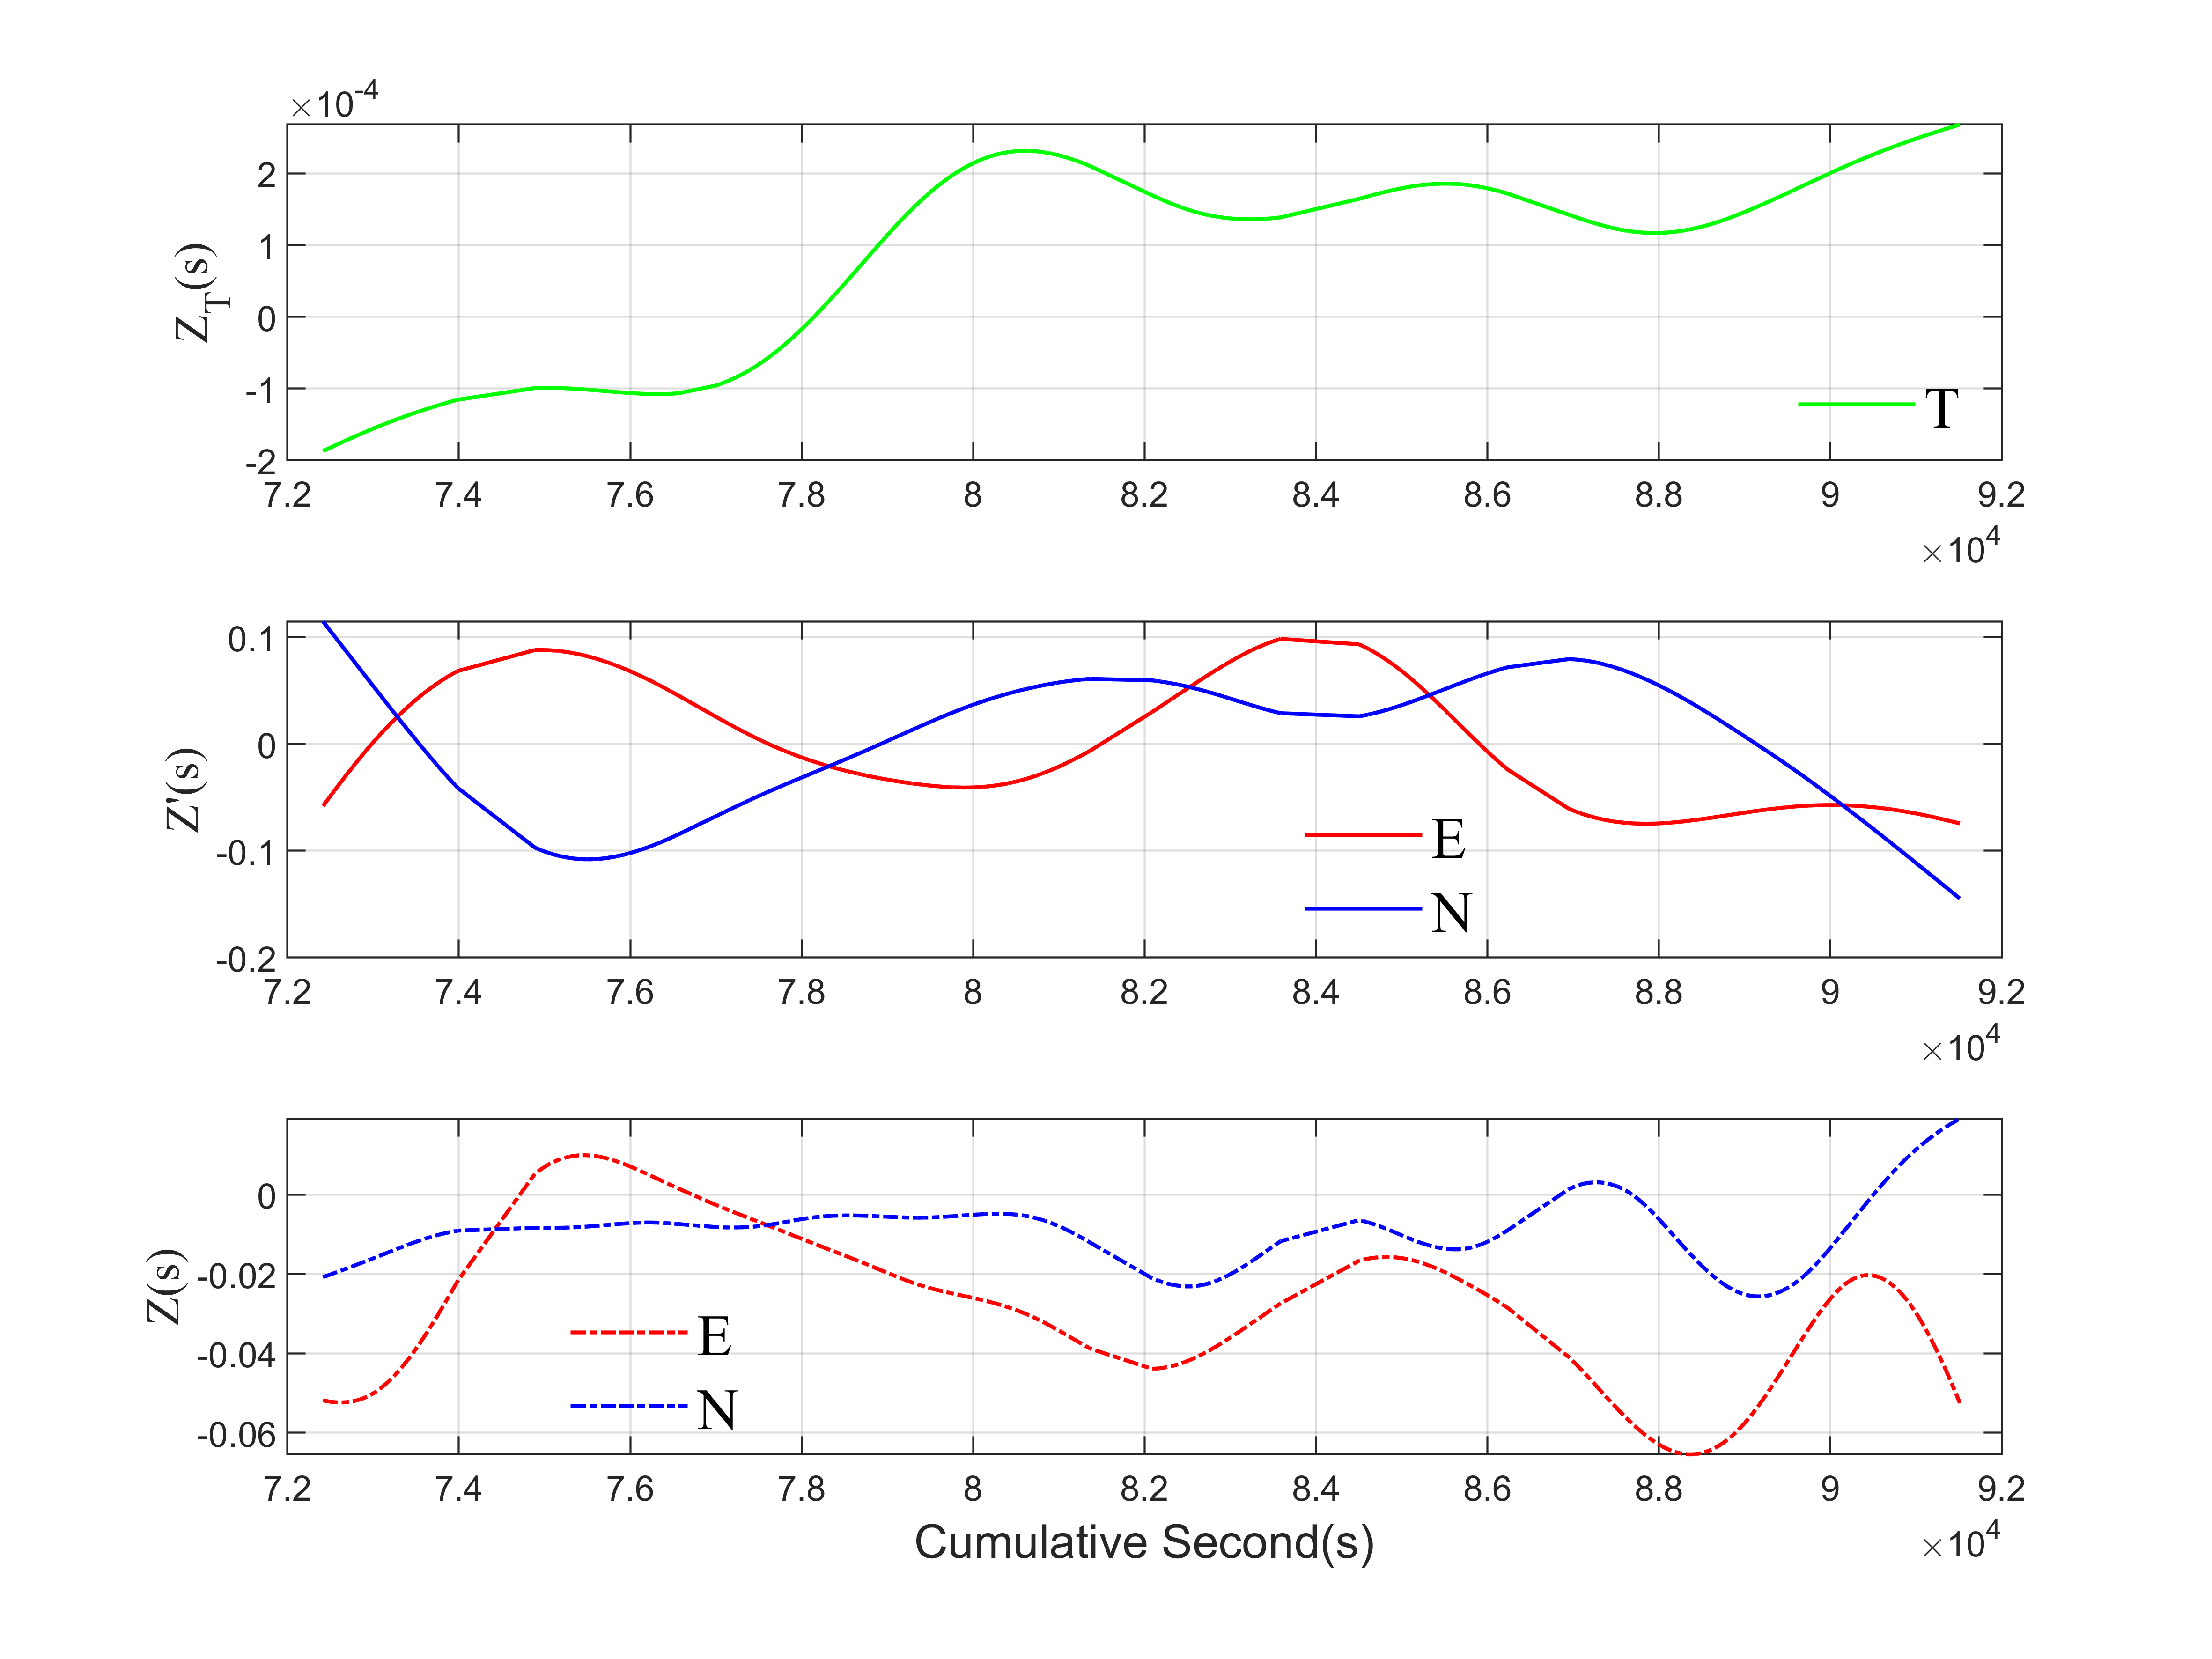 ×10-4
Z_T(s)
2
1
0
-1
-2
T
7.2 7.4 7.6 7.8 8 8.2 8.4 8.6 8.8 9 9.2
×10^4
Z'(s)
0.1
0
-0.1
-0.2
E
N
7.2 7.4 7.6 7.8 8 8.2 8.4 8.6 8.8 9 9.2
×10^4
Z(s)
0
-0.02
-0.04
-0.06
E
N
7.2 7.4 7.6 7.8 8 8.2 8.4 8.6 8.8 9 9.2
Cumulative Second(s)
×10^4